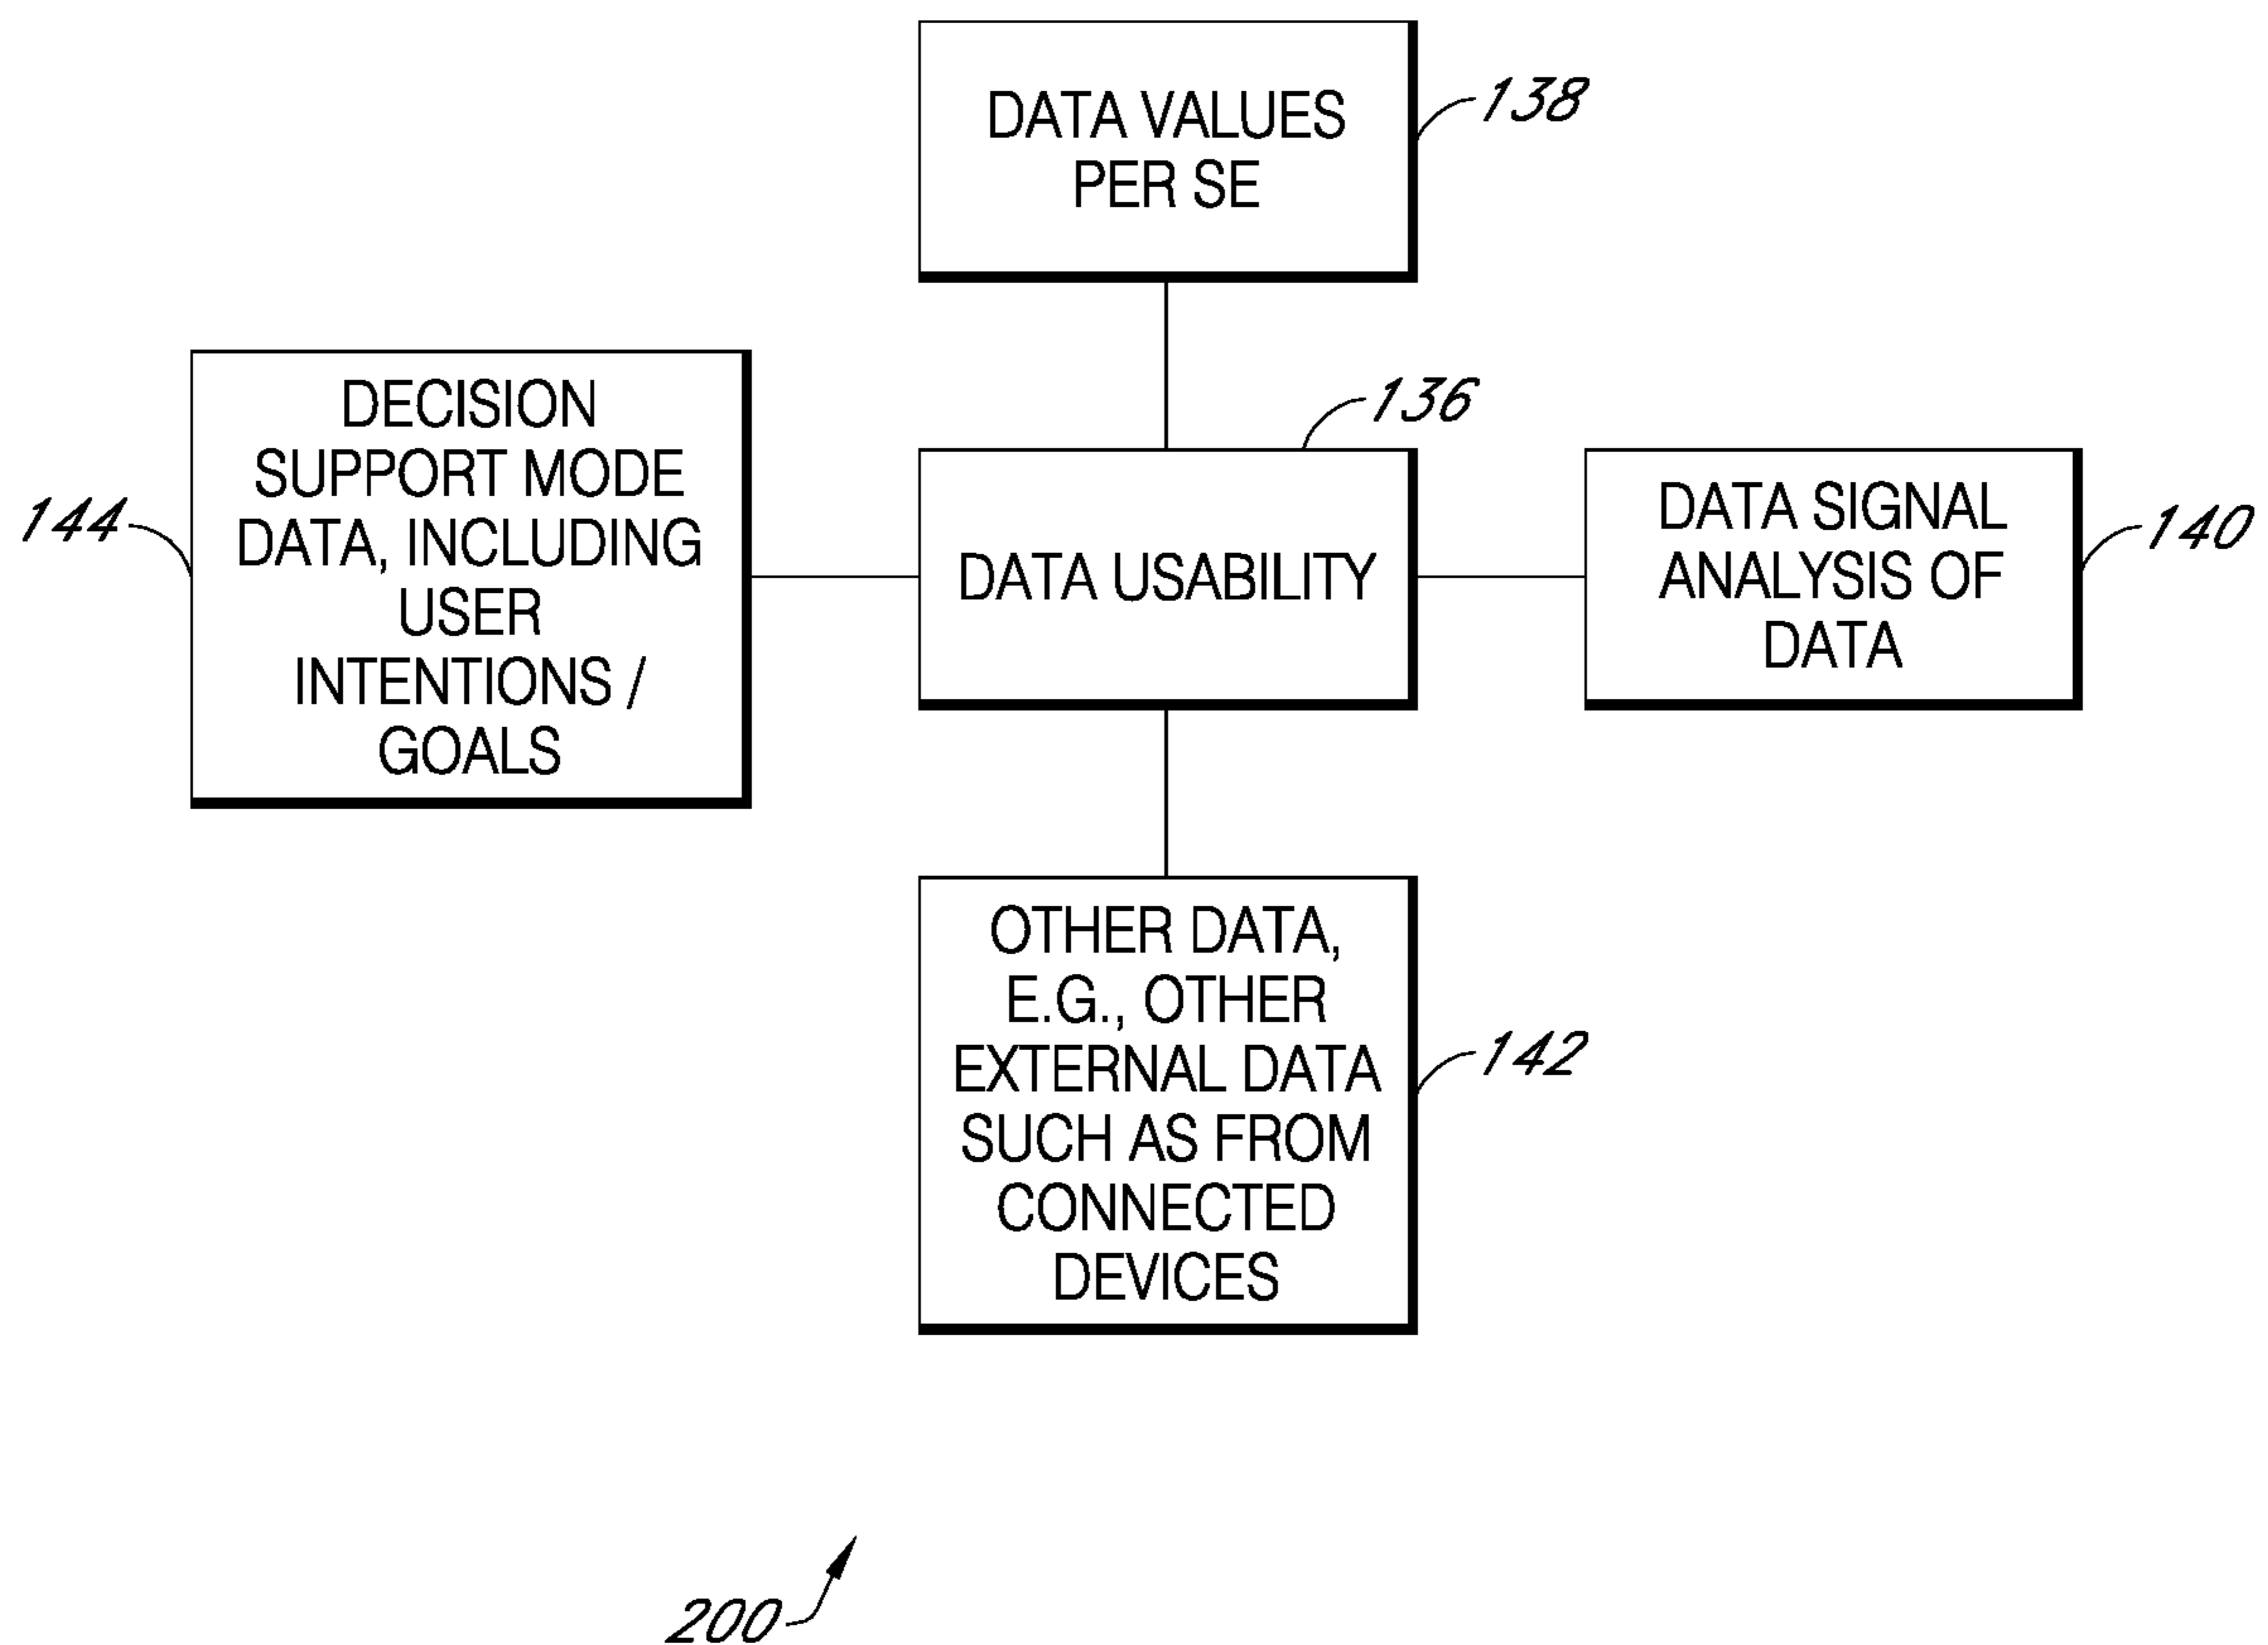 DATA VALUES
PER SE
138
DECISION
SUPPORT MODE
DATA, INCLUDING
USER
INTENTIONS /
GOALS
144
136
DATA USABILITY
DATA SIGNAL
ANALYSIS OF
DATA
140
OTHER DATA,
E.G., OTHER
EXTERNAL DATA
SUCH AS FROM
CONNECTED
DEVICES
142
200